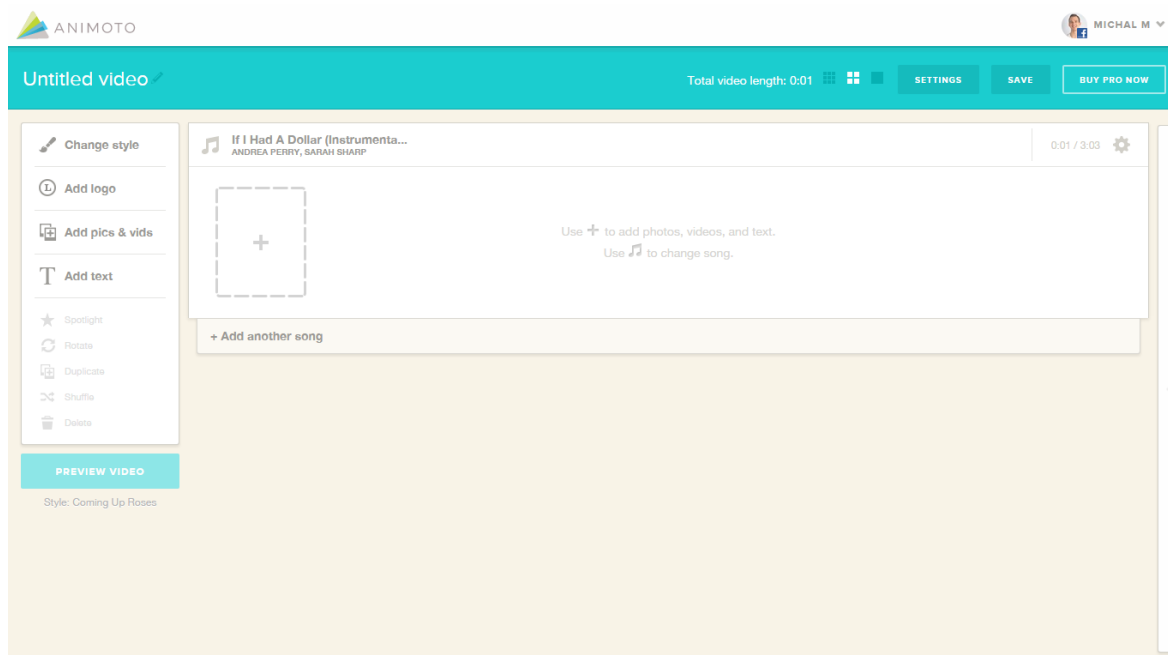 ANIMOTO
MICHAL M
Untitled video
Total video length: 0:01
SETTINGS
SAVE
BUY PRO NOW
Change style
L Add logo
Add pics & vids
T Add text
Spotlight
Rotate
Duplicate
Shuffle
Delete
PREVIEW VIDEO
Style: Coming Up Roses
If I Had A Dollar (Instrumenta...
ANDREA PERRY, SARAH SHARP
0:01 / 3:03
Use + to add photos, videos, and text.
Use ♫ to change song.
+ Add another song